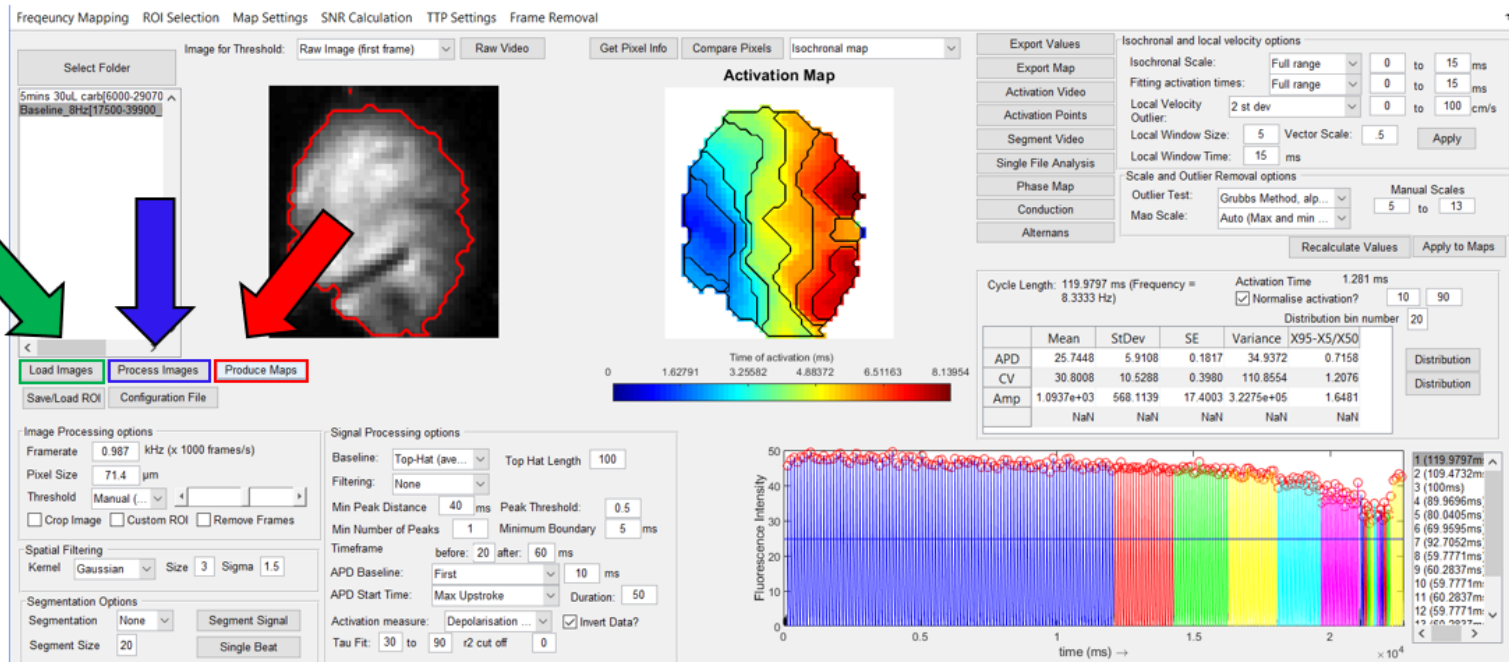 Freqeuncy Mapping ROI Selection Map Settings SNR Calculation TTP Settings Frame Removal
Select Folder
5mins 30uL carb[6000-29070
Baseline_8Hz[17500-39900_
Image for Threshold: Raw Image (first frame) Raw Video
Load Images Process Images Produce Maps
Save/Load ROI Configuration File
Get Pixel Info Compare Pixels Isochronal map
Activation Map
Time of activation (ms)
0 1.62791 3.25582 4.88372 6.51163 8.13954
Export Values
Export Map
Activation Video
Activation Points
Segment Video
Single File Analysis
Phase Map
Conduction
Alternans
Isochronal and local velocity options
Isochronal Scale: Full range 0 to 15 ms
Fitting activation times: Full range 0 to 15 ms
Local Velocity
Outlier: 2 st dev 0 to 100 cm/s
Local Window Size: 5 Vector Scale: .5 Apply
Local Window Time: 15 ms
Scale and Outlier Removal options
Outlier Test: Grubbs Method, alp...
Map Scale: Auto (Max and min ...
Manual Scales
5 to 13
Recalculate Values Apply to Maps
Cycle Length: 119.9797 ms (Frequency =
8.3333 Hz)
Activation Time 1.281 ms
Normalise activation? 10 90
Distribution bin number 20
Mean StDev SE Variance X95-X5/X50
APD 25.7448 5.9108 0.1817 34.9372 0.7158
CV 30.8008 10.5288 0.3980 110.8554 1.2076
Amp 1.0937e+03 568.1139 17.4003 3.2275e+05 1.6481
NaN NaN NaN NaN
Distribution
Distribution
Image Processing options
Framerate 0.987 kHz (x 1000 frames/s)
Pixel Size 71.4 μm
Threshold Manual (...
Crop Image Custom ROI Remove Frames
Spatial Filtering
Kernel Gaussian Size 3 Sigma 1.5
Segmentation Options
Segmentation None Segment Signal
Segment Size 20 Single Beat
Signal Processing options
Baseline: Top-Hat (ave... Top Hat Length 100
Filtering: None
Min Peak Distance 40 ms Peak Threshold: 0.5
Min Number of Peaks 1 Minimum Boundary 5 ms
Timeframe before: 20 after: 60 ms
APD Baseline: First 10 ms
APD Start Time: Max Upstroke Duration: 50
Activation measure: Depolarisation ... Invert Data?
Tau Fit: 30 to 90 r2 cut off 0
Fluorescence Intensity
50
40
30
20
10
0
0 0.5 1 1.5 2
time (ms) → ×10⁴
1 (119.9797m
2 (109.4732m
3 (100ms)
4 (89.9696ms
5 (80.0405ms
6 (69.9595ms
7 (92.7052ms
8 (59.7771ms
9 (60.2837ms
10 (59.7771m
11 (60.2837m
12 (59.7771m